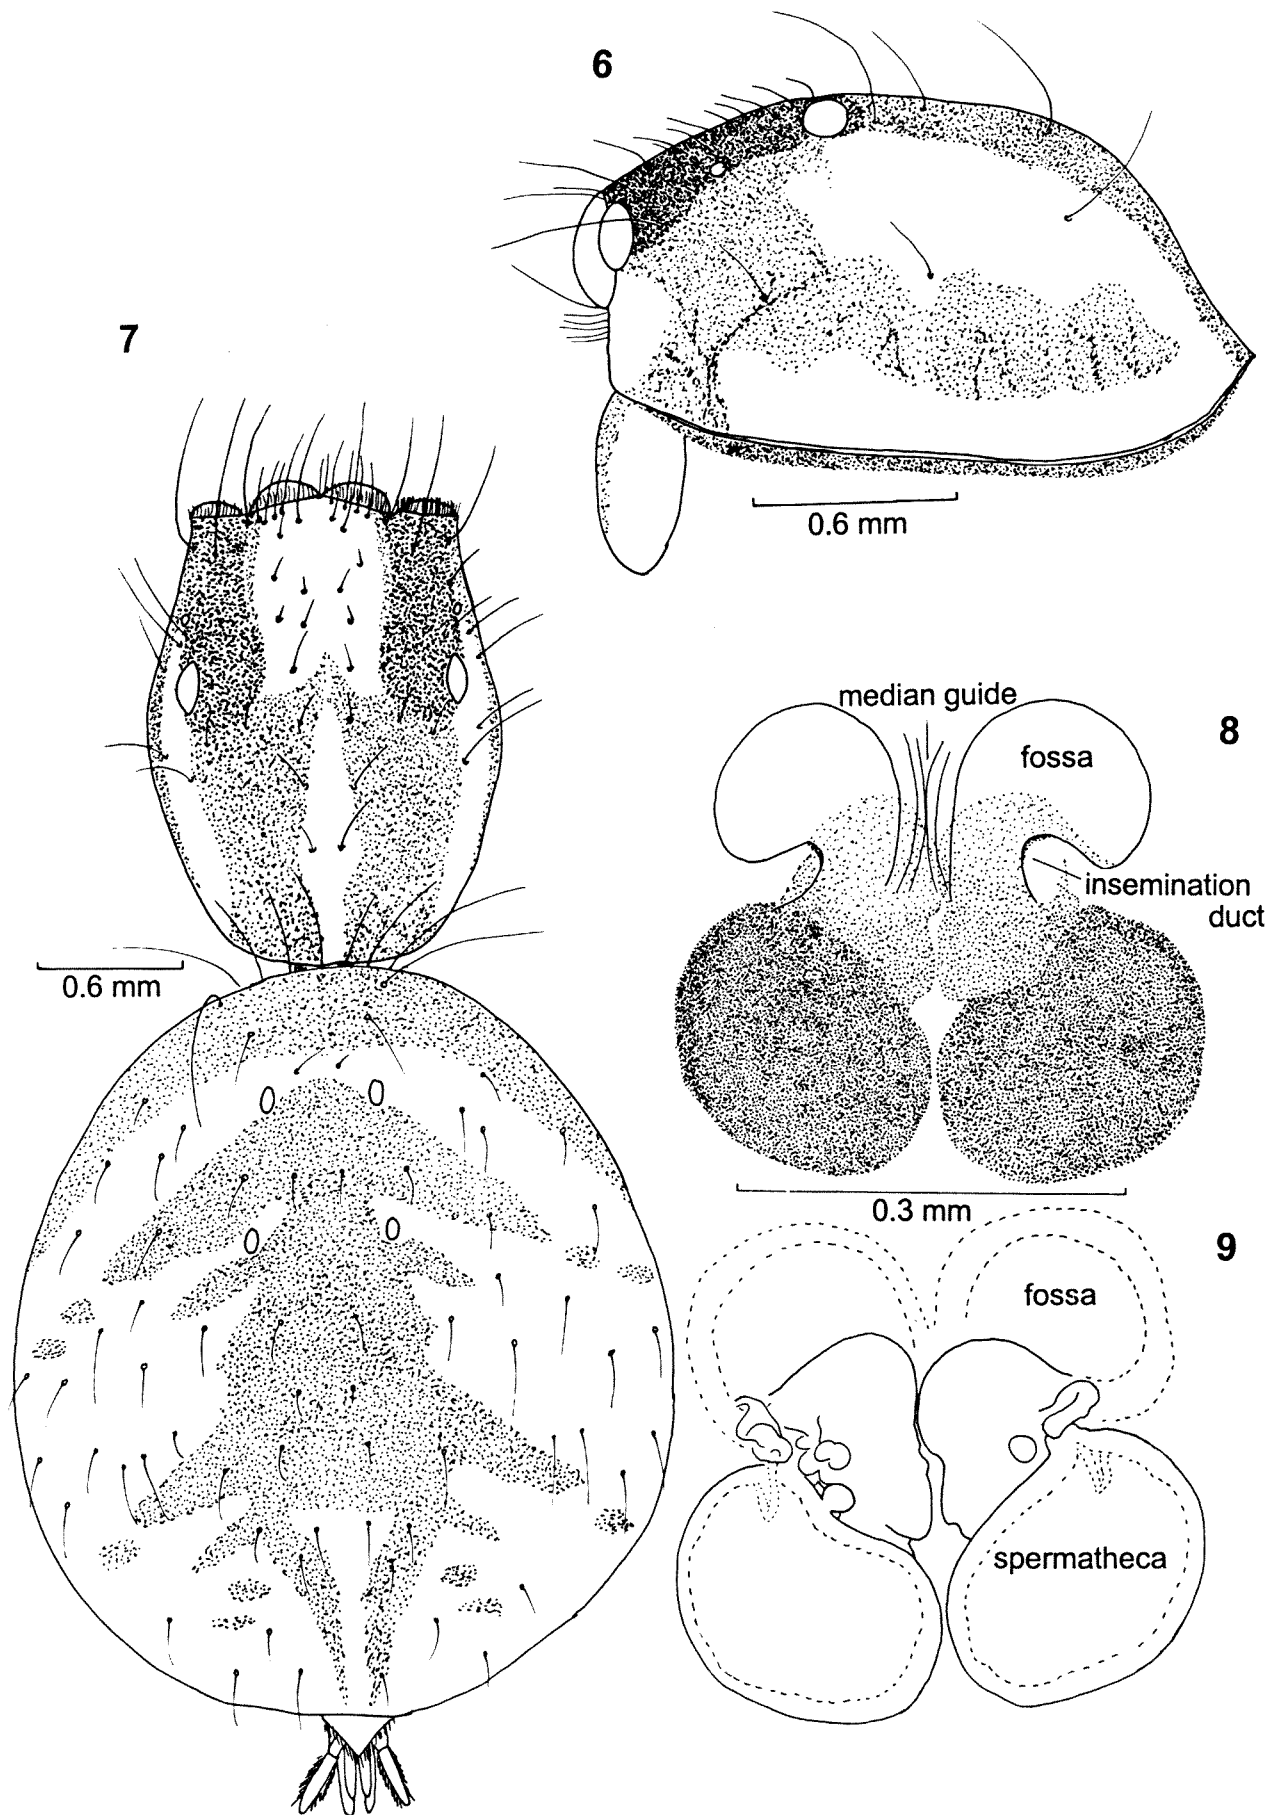 6
0.6 mm
7
0.6 mm
8
median guide
fossa
insemination
duct
0.3 mm
9
fossa
spermatheca